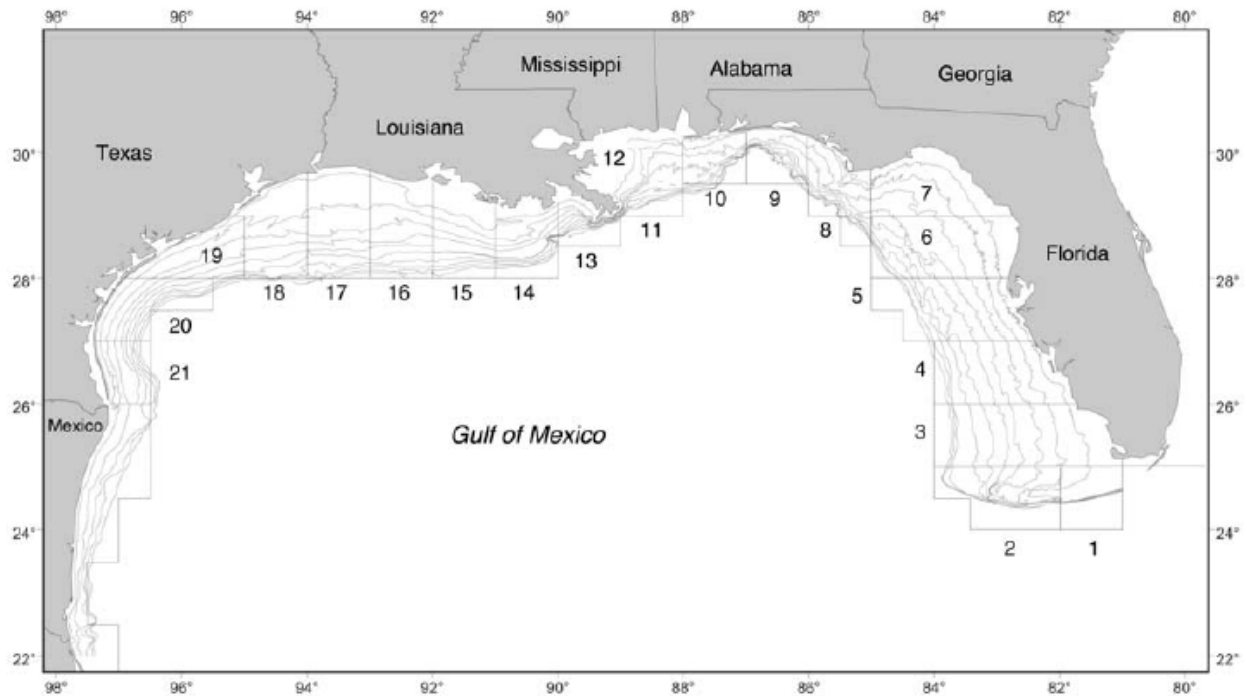 98° 96° 94° 92° 90° 88° 86° 84° 82° 80°
Mississippi Alabama Georgia
Louisiana
Texas
30° 12 30°
7
10 9
11 8 6
19 13 Florida
28° 28°
18 17 16 15 14 5
20
21 4
26° 26°
Mexico Gulf of Mexico 3
24° 24°
2 1
22° 22°
98° 96° 94° 92° 90° 88° 86° 84° 82° 80°